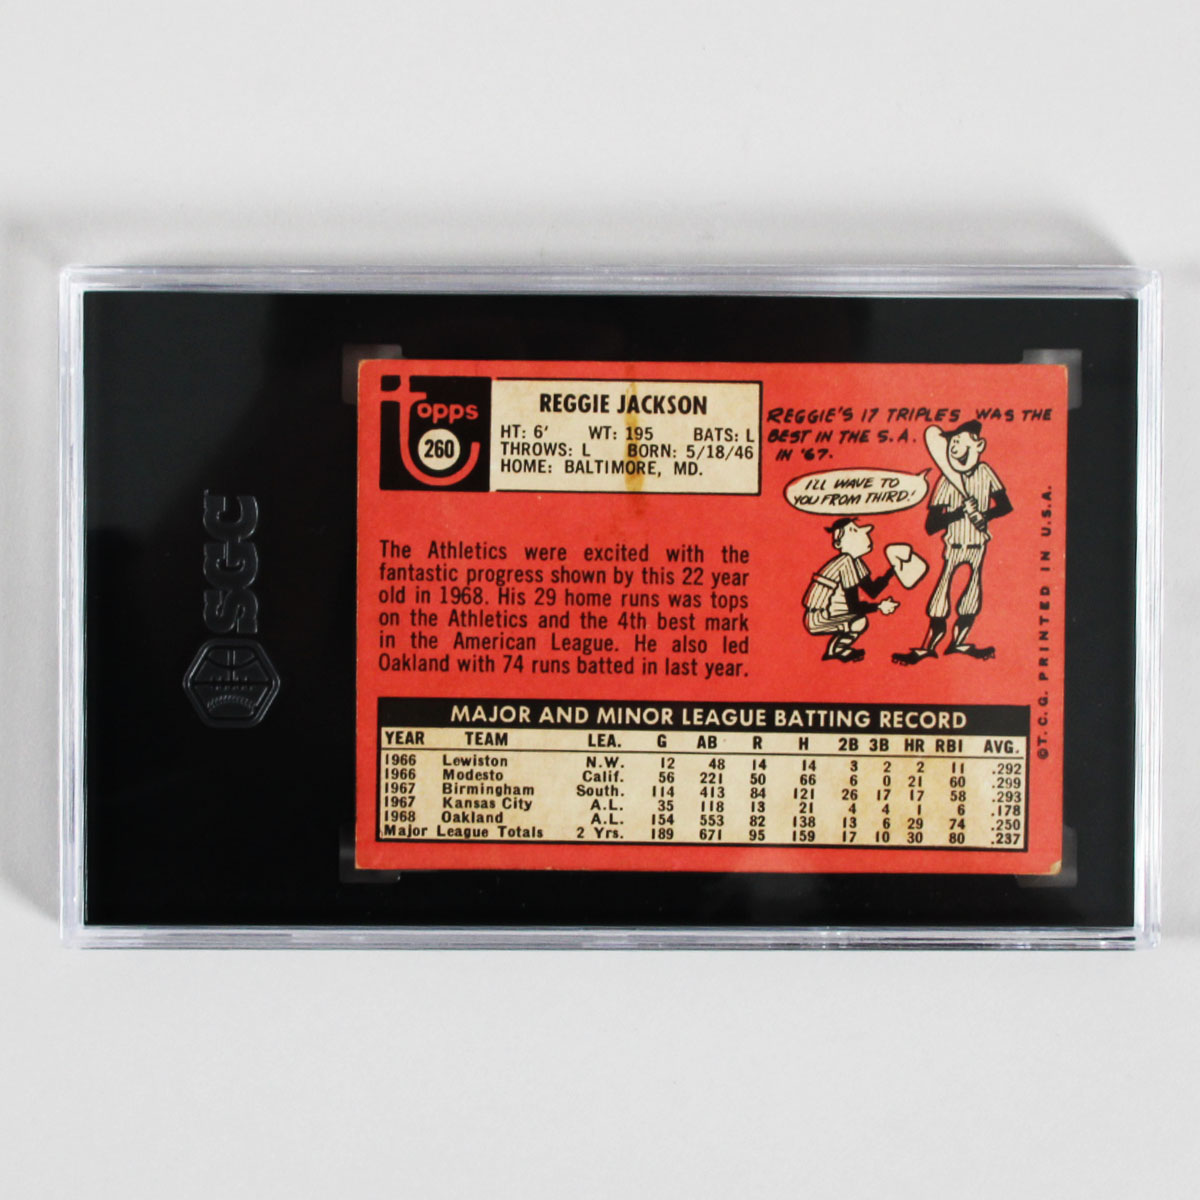 SGC
topps
260
REGGIE JACKSON
HT: 6' WT: 195 BATS: L
THROWS: L BORN: 5/18/46
HOME: BALTIMORE, MD.
REGGIE'S 17 TRIPLES WAS THE
BEST IN THE S.A.
IN '67.
I'LL WAVE TO
YOU FROM THIRD!
The Athletics were excited with the
fantastic progress shown by this 22 year
old in 1968. His 29 home runs was tops
on the Athletics and the 4th best mark
in the American League. He also led
Oakland with 74 runs batted in last year.
©T.C.G. PRINTED IN U.S.A.
MAJOR AND MINOR LEAGUE BATTING RECORD
YEAR TEAM LEA. G AB R H 2B 3B HR RBI AVG.
1966 Lewiston N.W. 12 48 14 14 3 2 2 11 .292
1966 Modesto Calif. 56 221 50 66 6 0 21 60 .299
1967 Birmingham South. 114 413 84 121 26 17 17 58 .293
1967 Kansas City A.L. 35 118 13 21 4 4 1 6 .178
1968 Oakland A.L. 154 553 82 138 13 6 29 74 .250
Major League Totals 2 Yrs. 189 671 95 159 17 10 30 80 .237